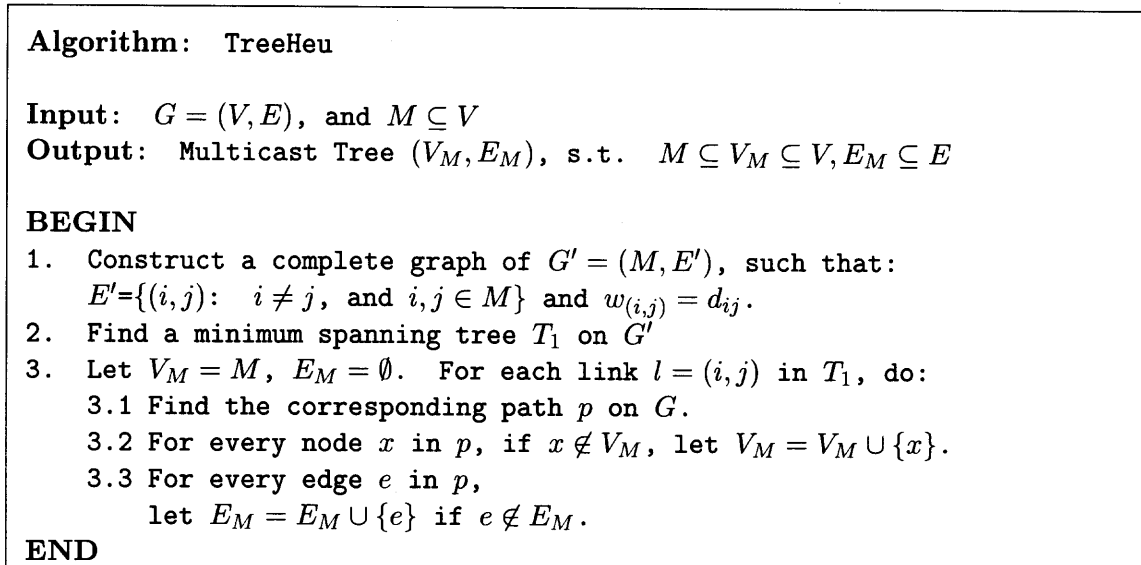 Algorithm: TreeHeu
Input: G = (V, E), and M ⊆ V
Output: Multicast Tree (V_M, E_M), s.t. M ⊆ V_M ⊆ V, E_M ⊆ E
BEGIN
1. Construct a complete graph of G′ = (M, E′), such that:
E′={(i, j): i ≠ j, and i, j ∈ M} and w_(i,j) = d_ij.
2. Find a minimum spanning tree T_1 on G′
3. Let V_M = M, E_M = ∅. For each link l = (i, j) in T_1, do:
3.1 Find the corresponding path p on G.
3.2 For every node x in p, if x ∉ V_M, let V_M = V_M ∪ {x}.
3.3 For every edge e in p,
let E_M = E_M ∪ {e} if e ∉ E_M.
END